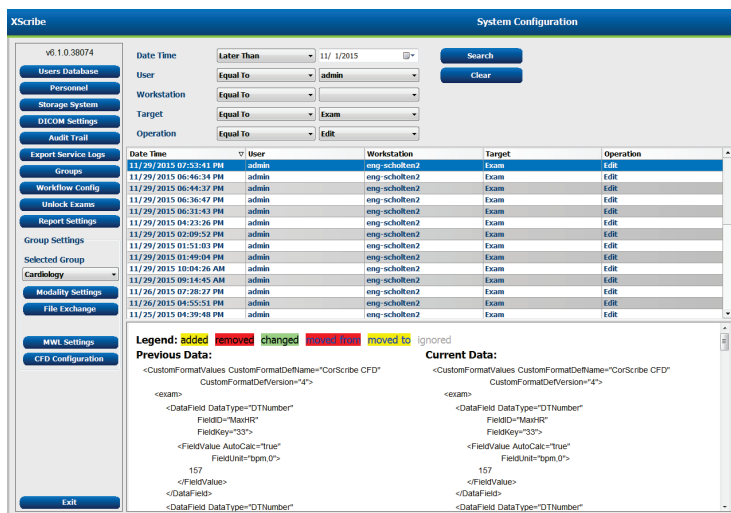 XScribe System Configuration
v6.1.0.38074
Users Database
Personnel
Storage System
DICOM Settings
Audit Trail
Export Service Logs
Groups
Workflow Config
Unlock Exams
Report Settings
Group Settings
Selected Group
Cardiology
Modality Settings
File Exchange
MWL Settings
CFD Configuration
Exit
Date Time Later Than 11/ 1/2015 Search
User Equal To admin Clear
Workstation Equal To
Target Equal To Exam
Operation Equal To Edit
Date Time User Workstation Target Operation
11/29/2015 07:53:41 PM admin eng-scholten2 Exam Edit
11/29/2015 06:46:34 PM admin eng-scholten2 Exam Edit
11/29/2015 06:44:37 PM admin eng-scholten2 Exam Edit
11/29/2015 06:36:47 PM admin eng-scholten2 Exam Edit
11/29/2015 06:31:43 PM admin eng-scholten2 Exam Edit
11/29/2015 04:23:26 PM admin eng-scholten2 Exam Edit
11/29/2015 02:09:52 PM admin eng-scholten2 Exam Edit
11/29/2015 01:51:03 PM admin eng-scholten2 Exam Edit
11/29/2015 01:49:04 PM admin eng-scholten2 Exam Edit
11/29/2015 10:04:26 AM admin eng-scholten2 Exam Edit
11/29/2015 09:14:45 AM admin eng-scholten2 Exam Edit
11/26/2015 07:28:27 PM admin eng-scholten2 Exam Edit
11/26/2015 04:55:51 PM admin eng-scholten2 Exam Edit
11/25/2015 04:39:48 PM admin eng-scholten2 Exam Edit
Legend: added removed changed moved from moved to ignored
Previous Data:
<CustomFormatValues CustomFormatDefName="CorScribe CFD"
CustomFormatDefVersion="4">
<exam>
<DataField DataType="DTNumber"
FieldID="MaxHR"
FieldKey="33">
<FieldValue AutoCalc="true"
FieldUnit="bpm,0">
157
</FieldValue>
</DataField>
<DataField DataType="DTNumber"
Current Data:
<CustomFormatValues CustomFormatDefName="CorScribe CFD"
CustomFormatDefVersion="4">
<exam>
<DataField DataType="DTNumber"
FieldID="MaxHR"
FieldKey="33">
<FieldValue AutoCalc="true"
FieldUnit="bpm,0">
157
</FieldValue>
</DataField>
<DataField DataType="DTNumber"